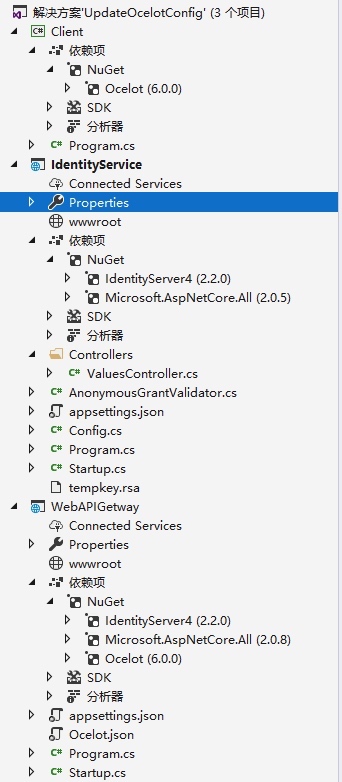 解决方案'UpdateOcelotConfig' (3 个项目)
Client
依赖项
NuGet
Ocelot (6.0.0)
SDK
分析器
Program.cs
IdentityService
Connected Services
Properties
wwwroot
依赖项
NuGet
IdentityServer4 (2.2.0)
Microsoft.AspNetCore.All (2.0.5)
SDK
分析器
Controllers
ValuesController.cs
AnonymousGrantValidator.cs
appsettings.json
Config.cs
Program.cs
Startup.cs
tempkey.rsa
WebAPIGetway
Connected Services
Properties
wwwroot
依赖项
NuGet
IdentityServer4 (2.2.0)
Microsoft.AspNetCore.All (2.0.8)
Ocelot (6.0.0)
SDK
分析器
appsettings.json
Ocelot.json
Program.cs
Startup.cs